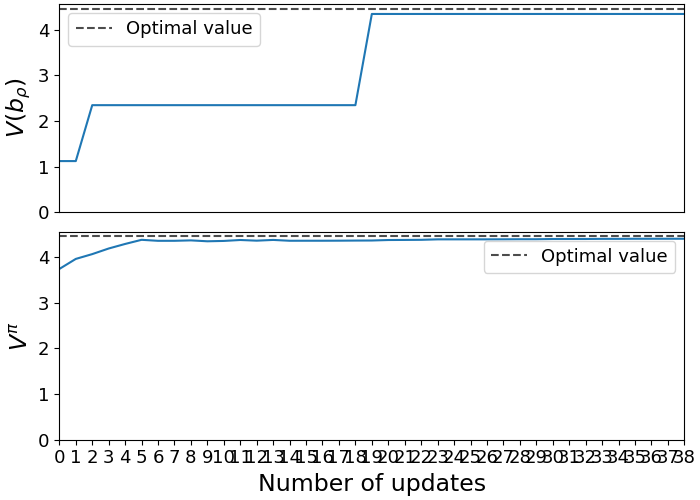 4
3
2
1
0
V(b_ρ)
Optimal value
4
3
2
1
0
V^π
Optimal value
0 1 2 3 4 5 6 7 8 9 10 11 12 13 14 15 16 17 18 19 20 21 22 23 24 25 26 27 28 29 30 31 32 33 34 35 36 37 38
Number of updates